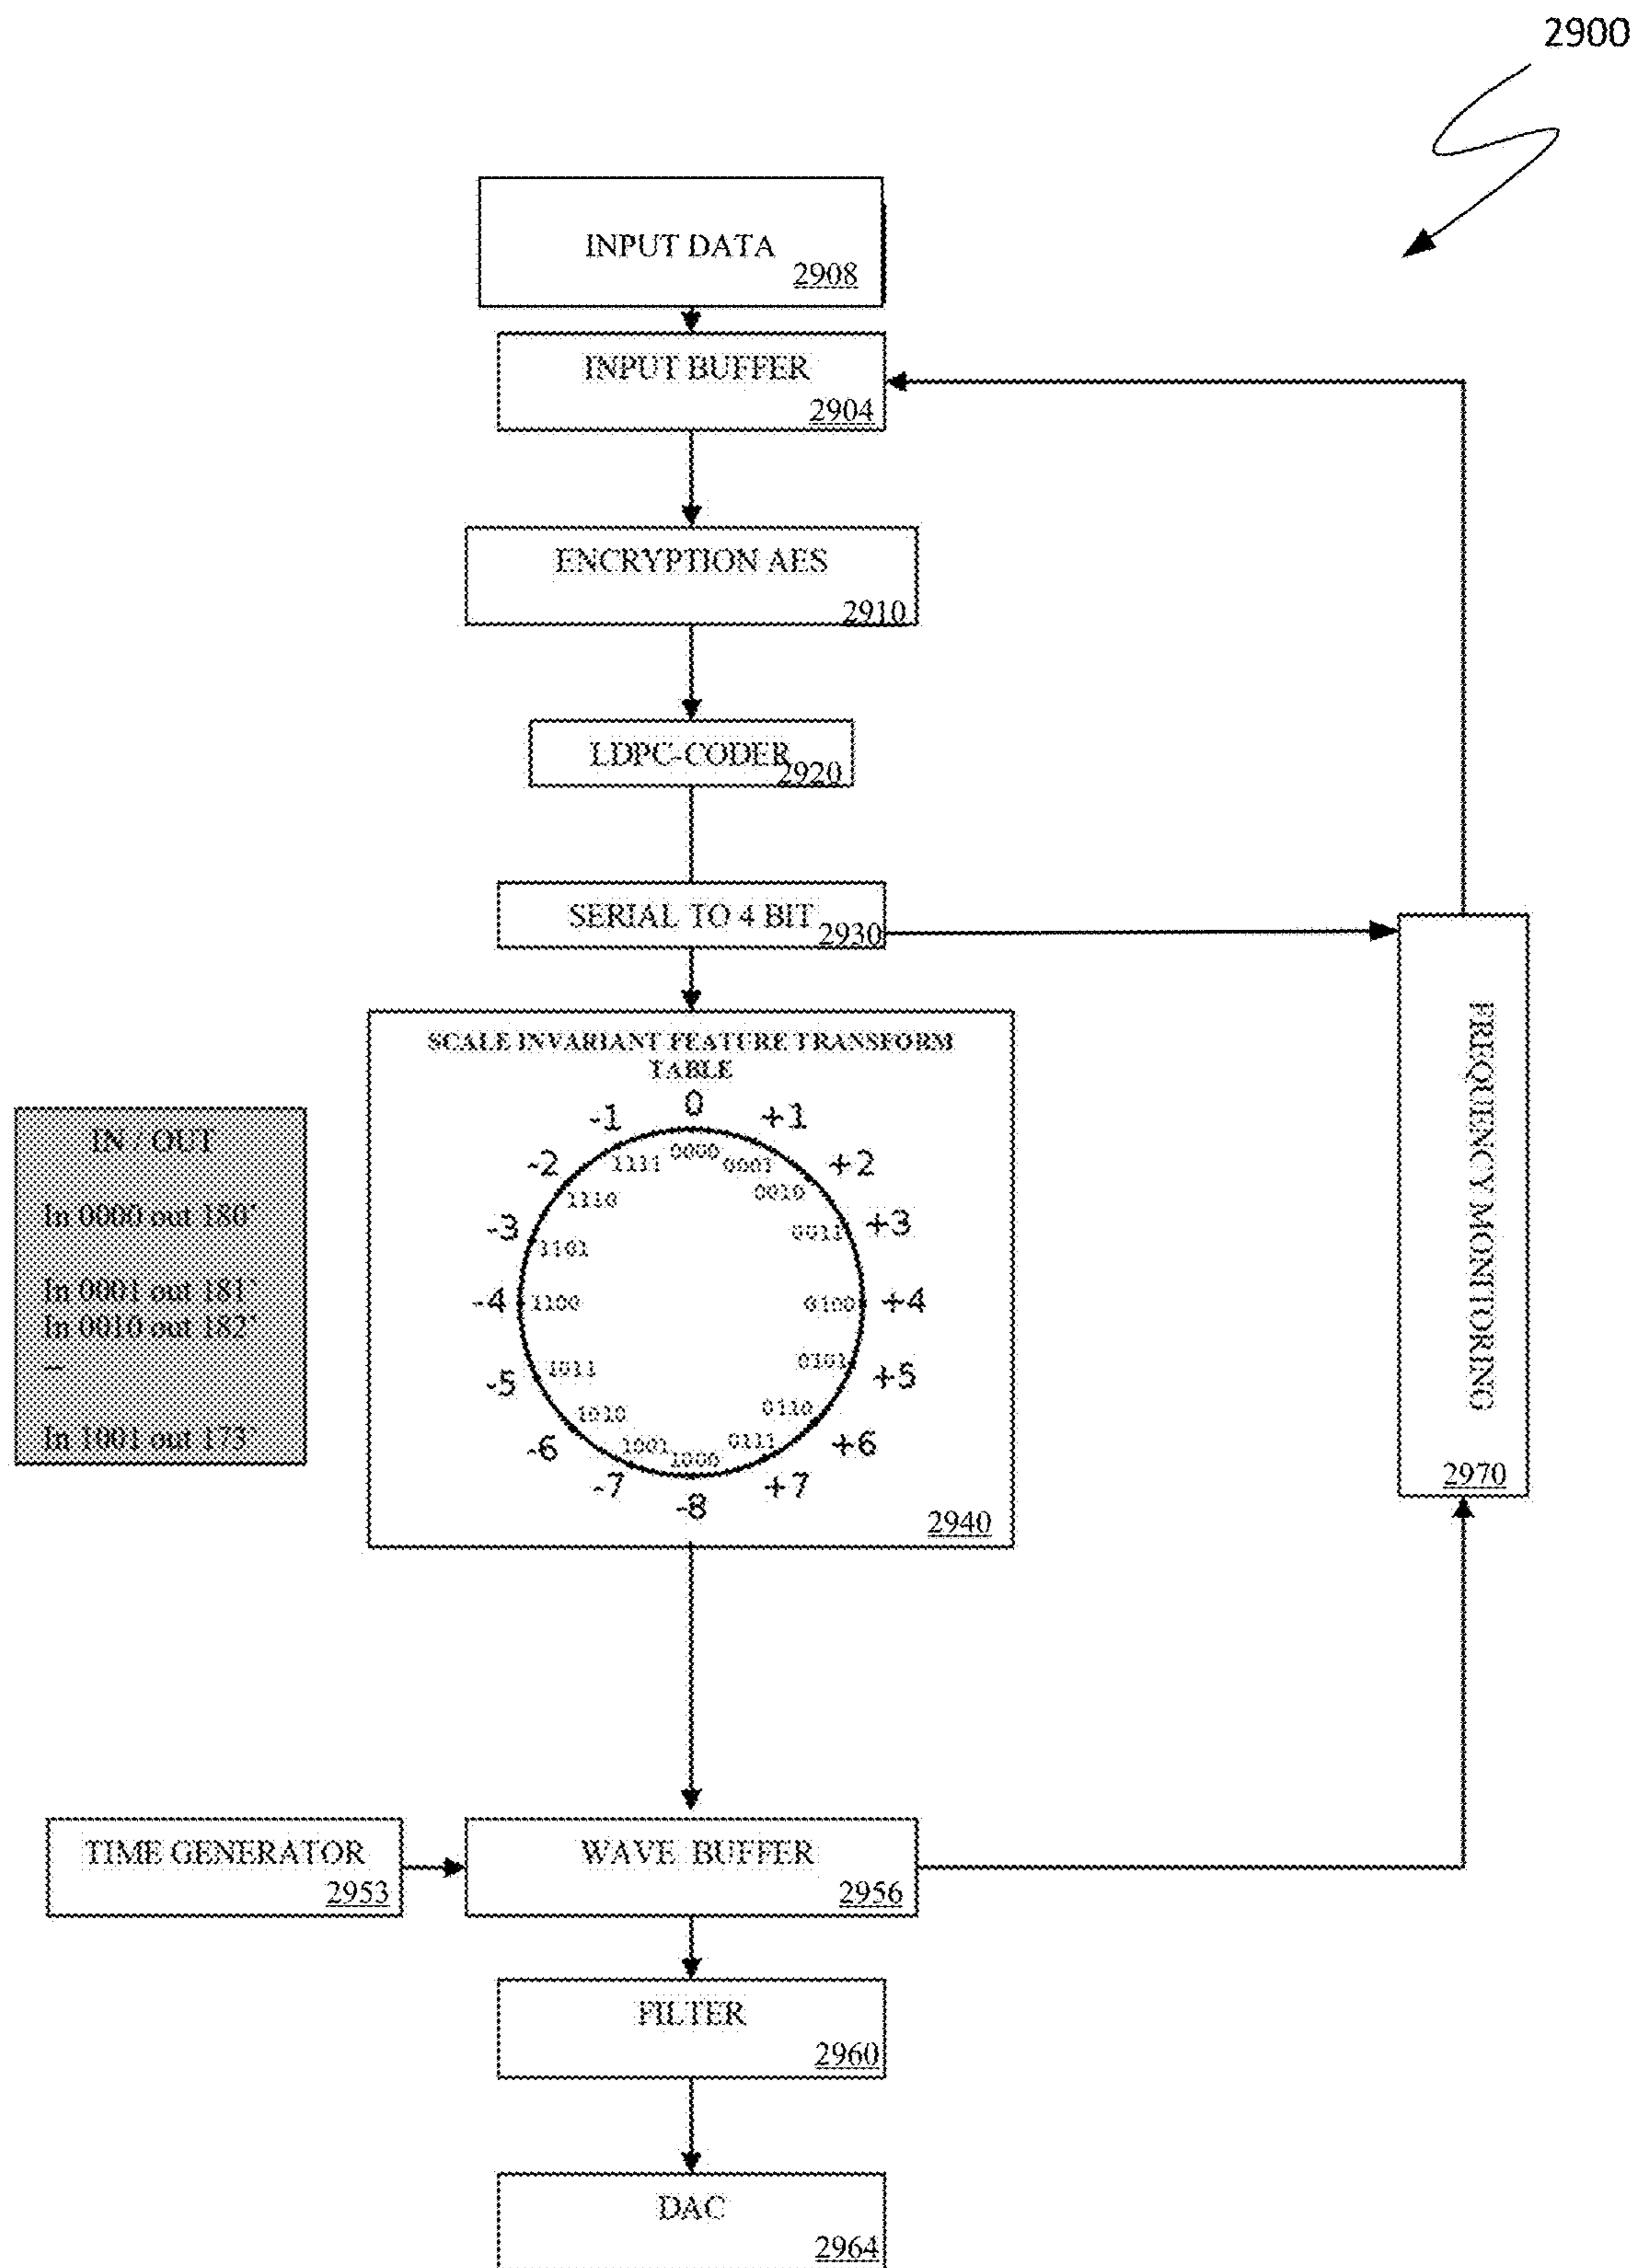 2900
INPUT DATA
2908
INPUT BUFFER
2904
ENCRYPTION AES
2910
LDPC-CODER
2920
SERIAL TO 4 BIT
2930
SCALE INVARIANT FEATURE TRANSFORM
TABLE
0
-1
+1
1111
0000
0001
-2
+2
1110
0010
-3
+3
1101
0011
-4
1100
0100
+4
-5
1011
0101
+5
-6
1010
0110
+6
-7
1001
1000
0111
+7
-8
2940
IN / OUT
In 0000 out 180°
In 0001 out 181°
In 0010 out 182°
–
In 1001 out 173°
FREQUENCY MONITORING
2970
TIME GENERATOR
2953
WAVE BUFFER
2956
FILTER
2960
DAC
2964